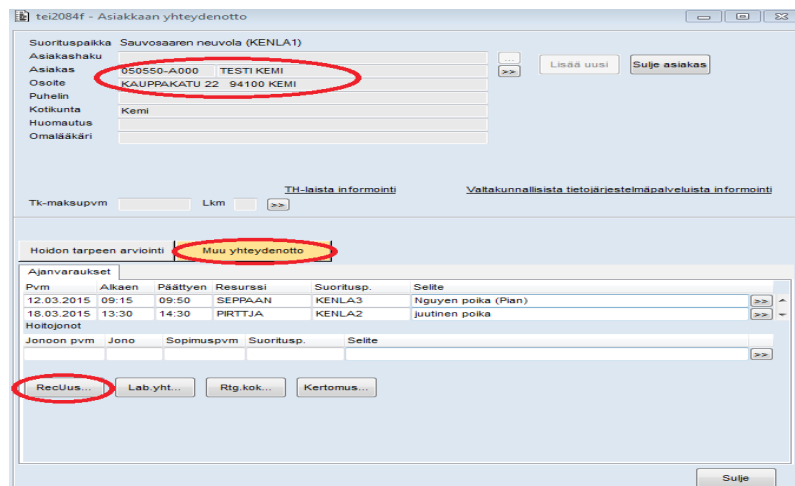 tei2084f - Asiakkaan yhteydenotto
Suorituspaikka Sauvosaaren neuvola (KENLA1)
Asiakashaku ...
Asiakas 050550-A000 TESTI KEMI >> Lisää uusi Sulje asiakas
Osoite KAUPPAKATU 22 94100 KEMI
Puhelin
Kotikunta Kemi
Huomautus
Omalääkäri
TH-laista informointi Valtakunnallisista tietojärjestelmäpalveluista informointi
Tk-maksupvm Lkm >>
Hoidon tarpeen arviointi Muu yhteydenotto
Ajanvaraukset
Pvm Alkaen Päättyen Resurssi Suoritusp. Selite
12.03.2015 09:15 09:50 SEPPAAN KENLA3 Nguyen poika (Pian) >>
18.03.2015 13:30 14:30 PIRTTJA KENLA2 juutinen poika >>
Hoitojonot
Jonoon pvm Jono Sopimuspvm Suoritusp. Selite
>>
RecUus... Lab.yht... Rtg.kok... Kertomus...
Sulje